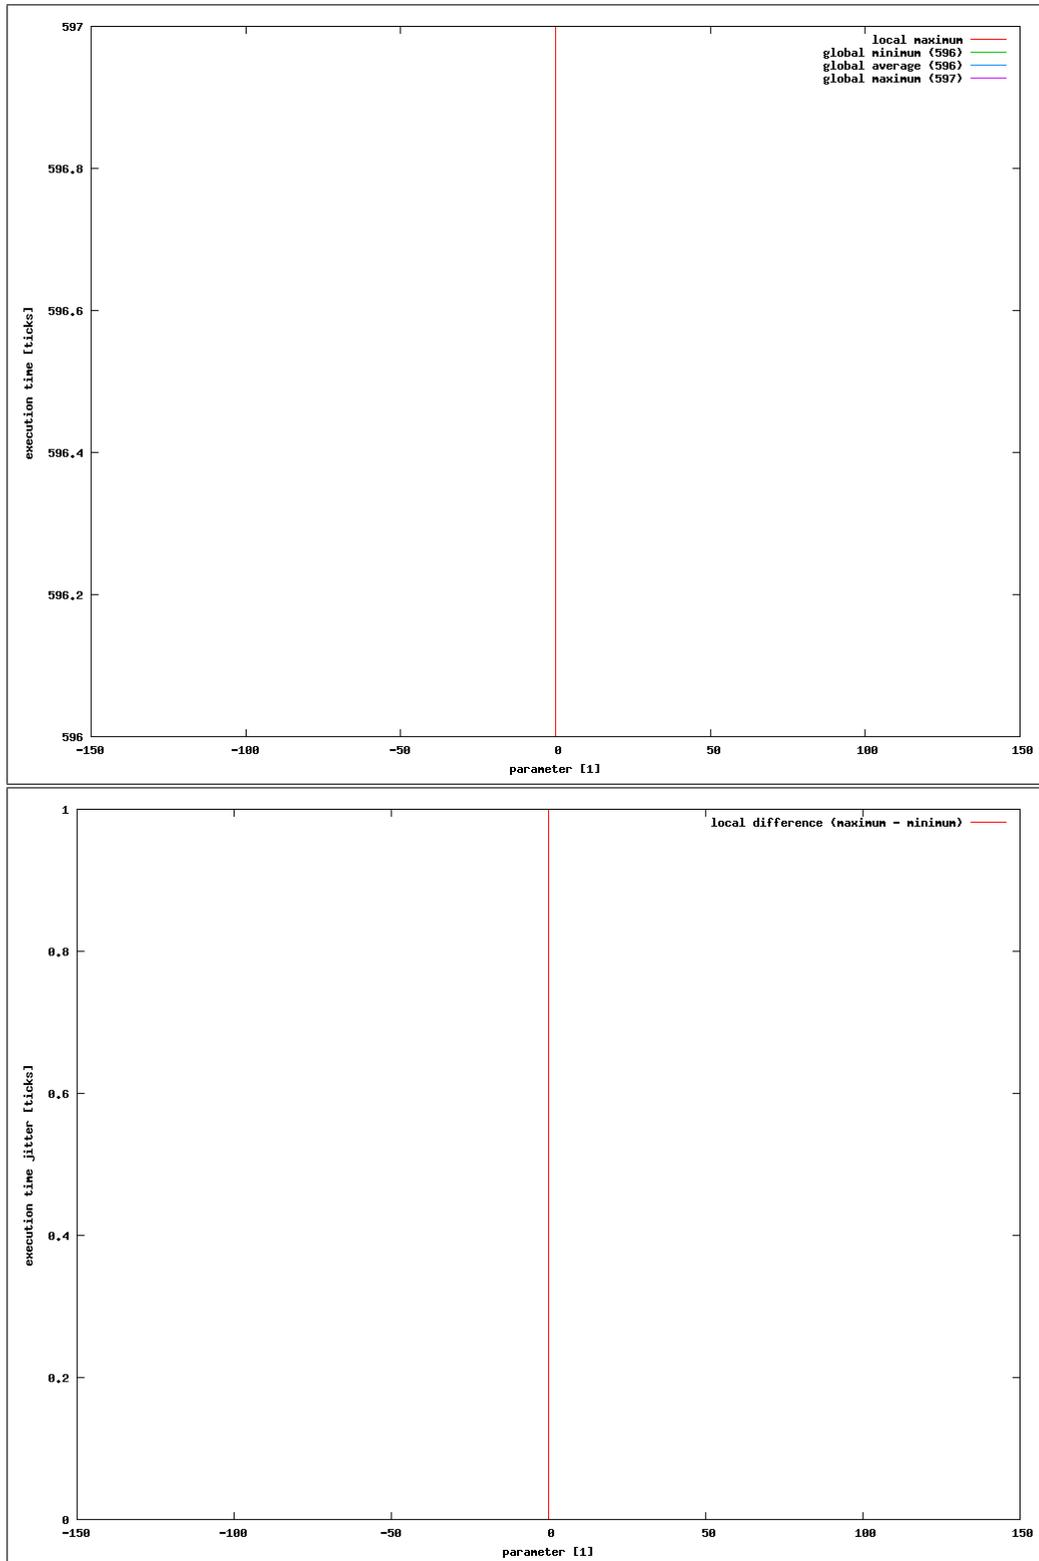 597
local maximum
global minimum (596)
global average (596)
global maximum (597)
596.8
596.6
execution time [ticks]
596.4
596.2
596
-150 -100 -50 0 50 100 150
parameter [1]
1
local difference (maximum - minimum)
0.8
0.6
execution time jitter [ticks]
0.4
0.2
0
-150 -100 -50 0 50 100 150
parameter [1]